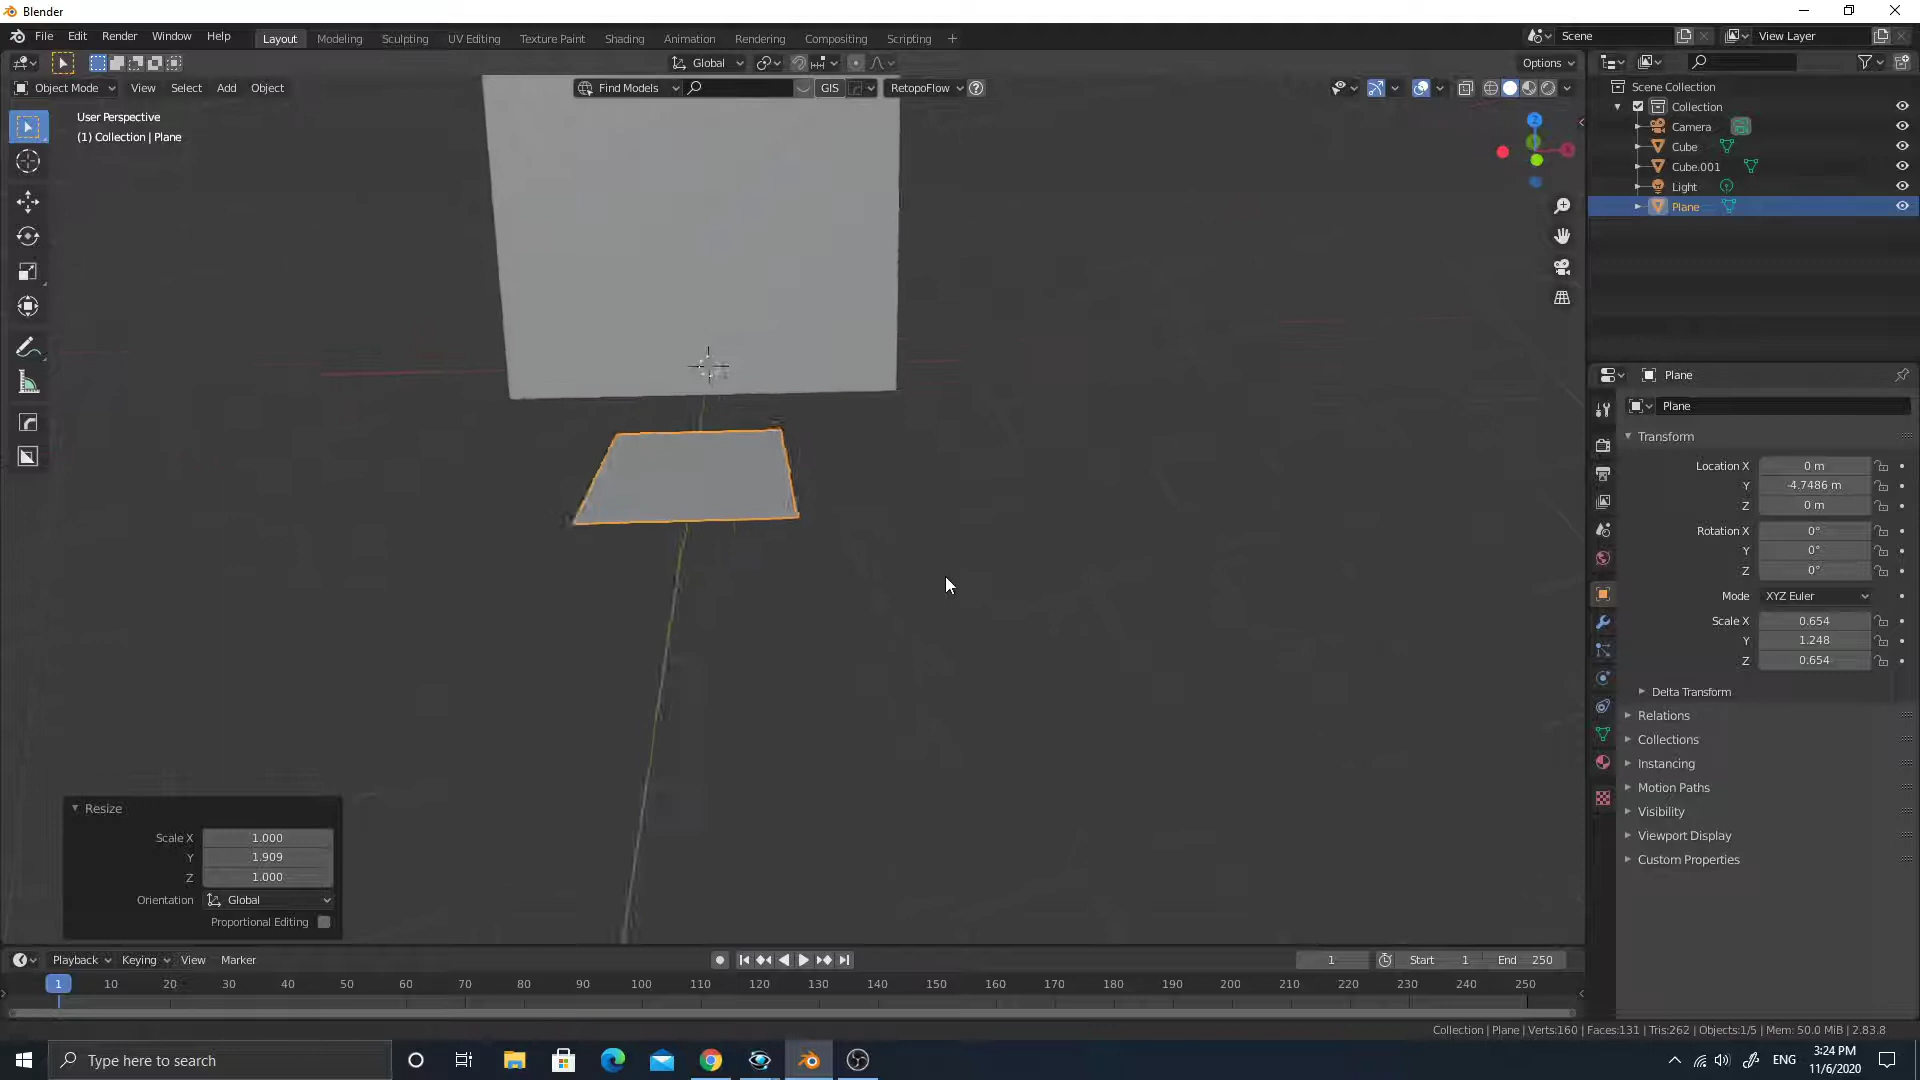 Blender
File Edit Render Window Help
Layout Modeling Sculpting UV Editing Texture Paint Shading Animation Rendering Compositing Scripting +
Scene
View Layer
Global
Options
Object Mode View Select Add Object
Find Models
GIS
RetopoFlow
User Perspective
(1) Collection | Plane
Z
Scene Collection
Collection
Camera
Cube
Cube.001
Light
Plane
Plane
Plane
Transform
Location X 0 m
Y -4.7486 m
Z 0 m
Rotation X 0°
Y 0°
Z 0°
Mode XYZ Euler
Scale X 0.654
Y 1.248
Z 0.654
Delta Transform
Relations
Collections
Instancing
Motion Paths
Visibility
Viewport Display
Custom Properties
Resize
Scale X 1.000
Y 1.909
Z 1.000
Orientation Global
Proportional Editing
Playback Keying View Marker
1
Start 1
End 250
1 10 20 30 40 50 60 70 80 90 100 110 120 130 140 150 160 170 180 190 200 210 220 230 240 250
Collection | Plane | Verts:160 | Faces:131 | Tris:262 | Objects:1/5 | Mem: 50.0 MiB | 2.83.8
Type here to search
ENG
3:24 PM
11/6/2020